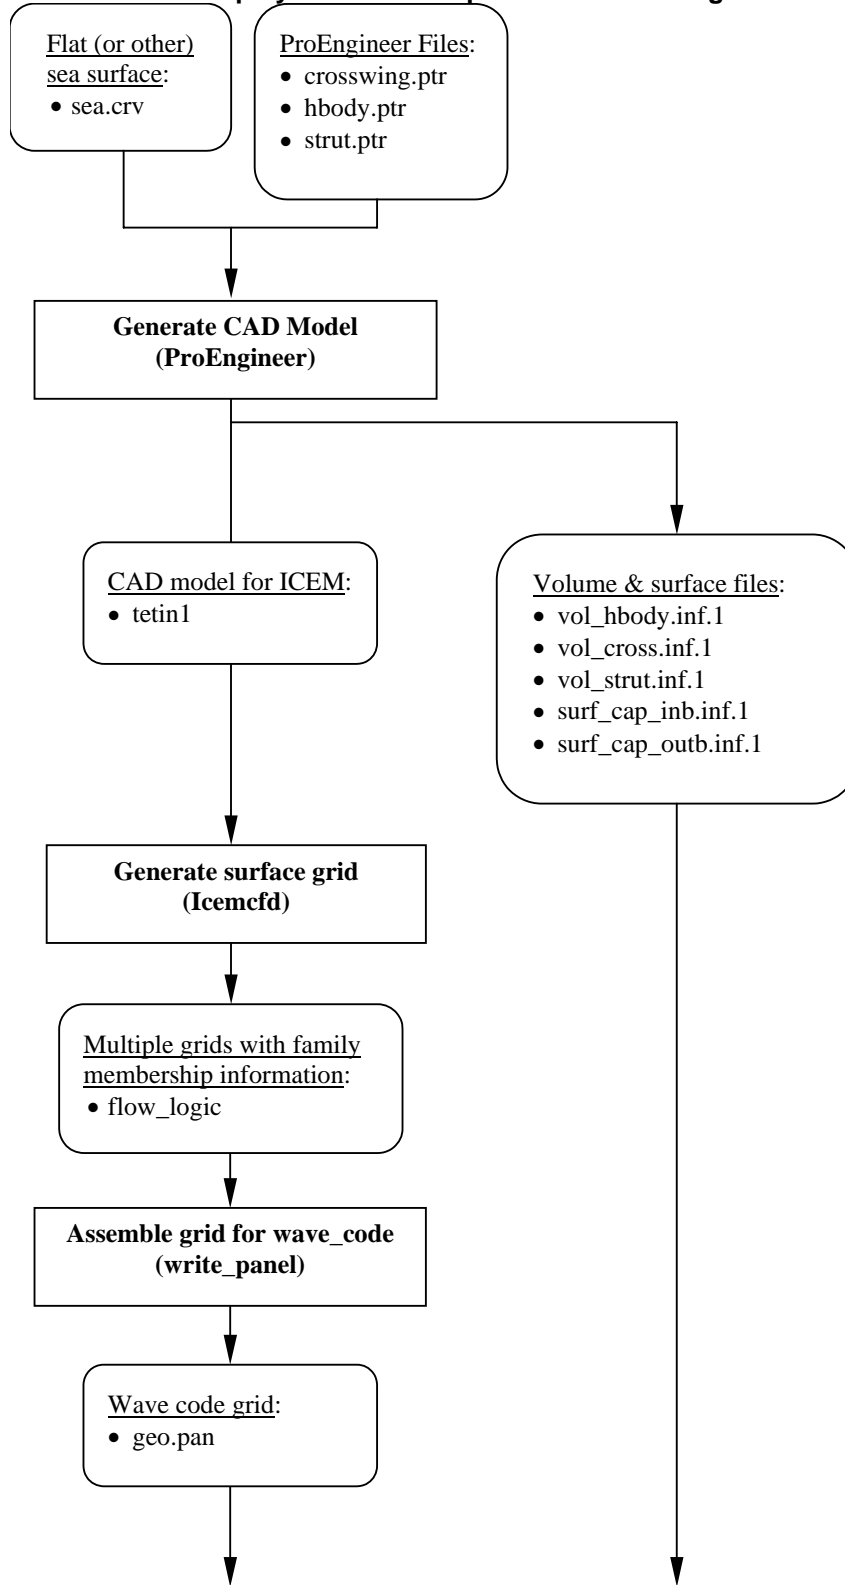 Flat (or other)
sea surface:
• sea.crv
ProEngineer Files:
• crosswing.ptr
• hbody.ptr
• strut.ptr
Generate CAD Model
(ProEngineer)
CAD model for ICEM:
• tetin1
Volume & surface files:
• vol_hbody.inf.1
• vol_cross.inf.1
• vol_strut.inf.1
• surf_cap_inb.inf.1
• surf_cap_outb.inf.1
Generate surface grid
(Icemcfd)
Multiple grids with family
membership information:
• flow_logic
Assemble grid for wave_code
(write_panel)
Wave code grid:
• geo.pan